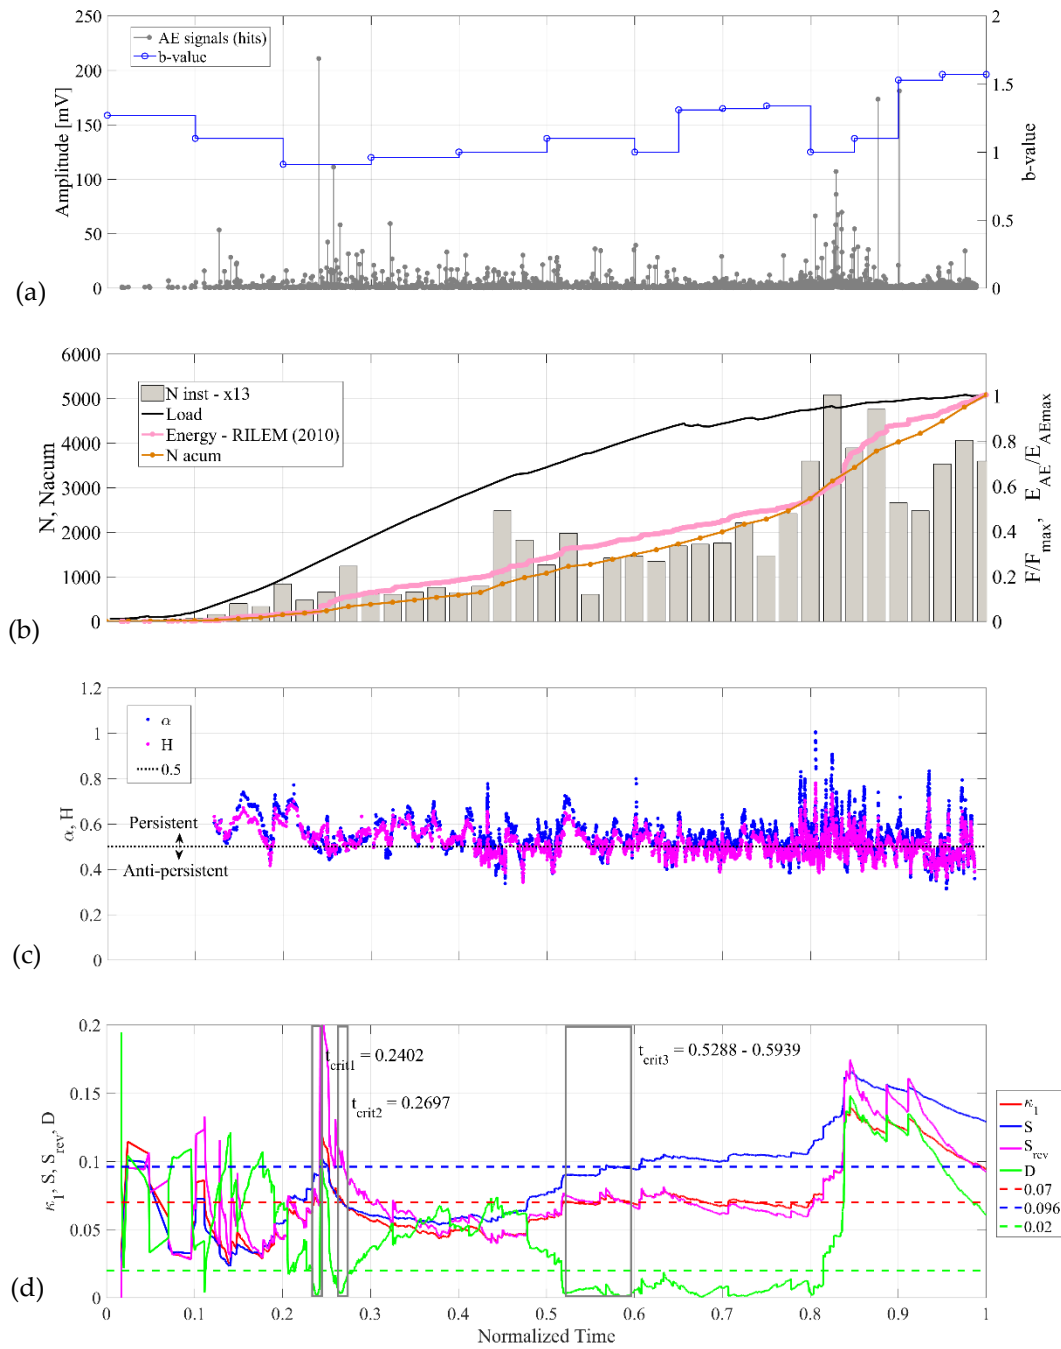 250
200
150
100
50
0
Amplitude [mV]
AE signals (hits)
b-value
2
1.5
1
0.5
0
b-value
(a)
6000
5000
4000
3000
2000
1000
0
N, Nacum
N inst - x13
Load
Energy - RILEM (2010)
N acum
1
0.8
0.6
0.4
0.2
0
F/Fmax, EAE/EAEmax
(b)
1.2
1
0.8
0.6
0.4
0.2
0
α, H
α
H
0.5
Persistent
Anti-persistent
(c)
0.2
0.15
0.1
0.05
0
κ1, S, Srev, D
tcrit1 = 0.2402
tcrit2 = 0.2697
tcrit3 = 0.5288 - 0.5939
κ1
S
Srev
D
0.07
0.096
0.02
(d)
0 0.1 0.2 0.3 0.4 0.5 0.6 0.7 0.8 0.9 1
Normalized Time